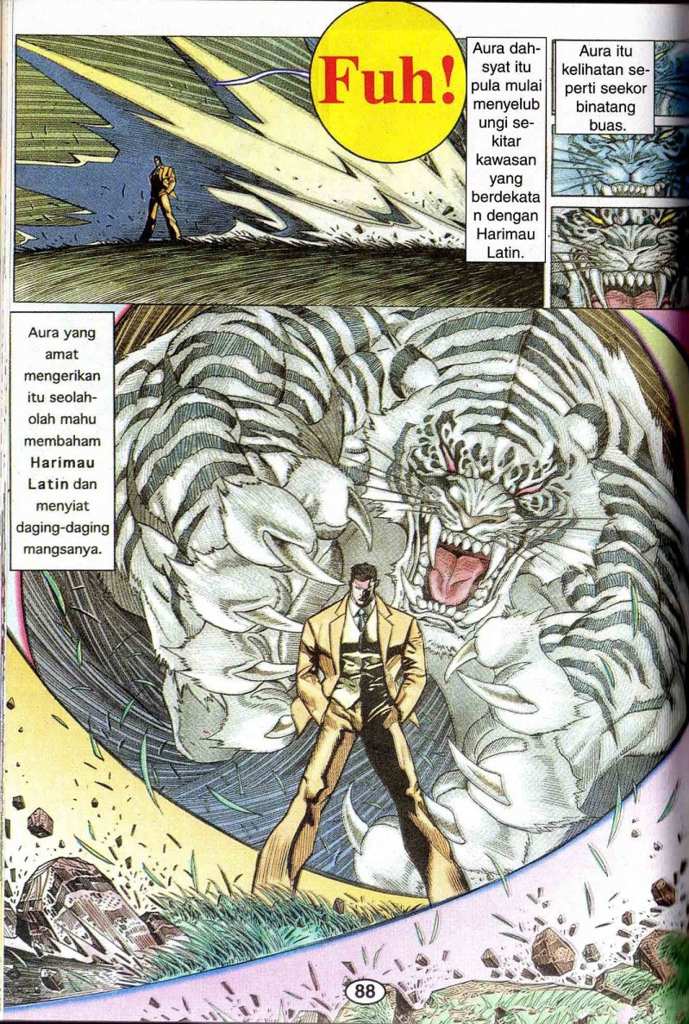 Fuh!
Aura dah-
syat itu
pula mulai
menyelub
ungi se-
kitar
kawasan
yang
berdekata
n dengan
Harimau
Latin.
Aura itu
kelihatan se-
perti seekor
binatang
buas.
Aura yang
amat
mengerikan
itu seolah-
olah mahu
membaham
Harimau
Latin dan
menyiat
daging-daging
mangsanya.
88